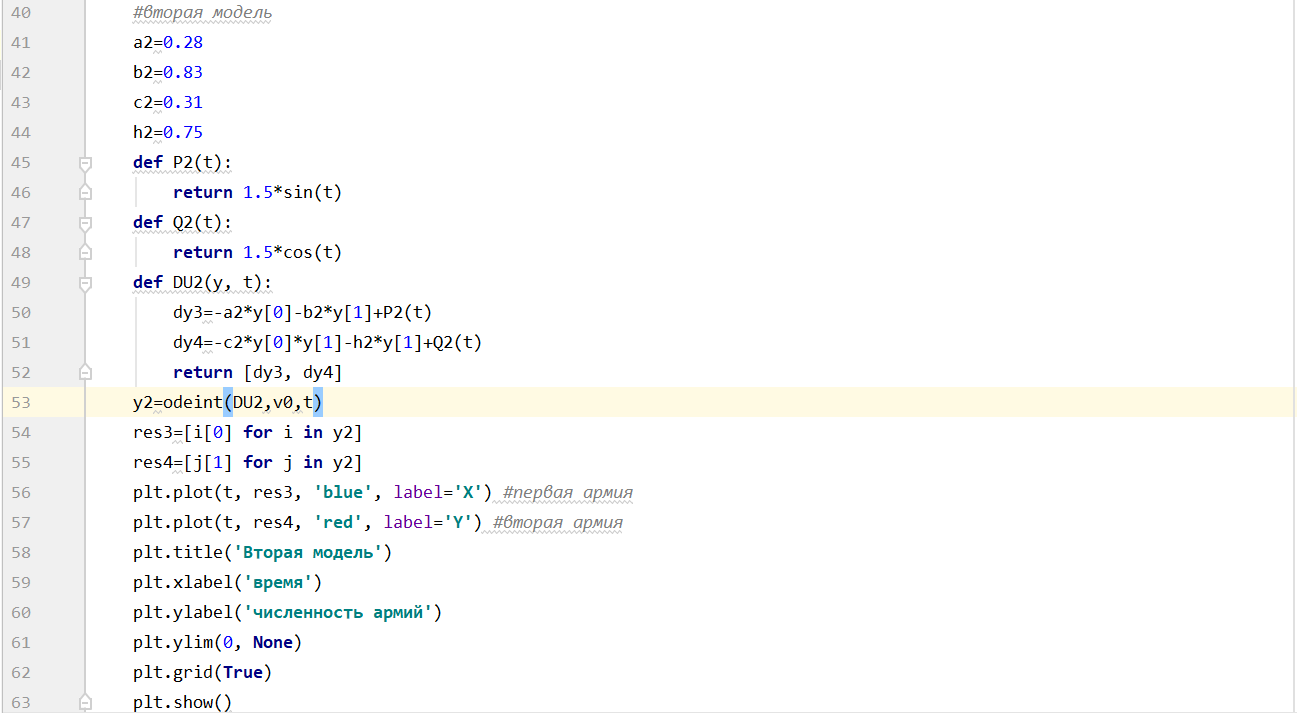 40 #вторая модель
41 a2=0.28
42 b2=0.83
43 c2=0.31
44 h2=0.75
45 def P2(t):
46     return 1.5*sin(t)
47 def Q2(t):
48     return 1.5*cos(t)
49 def DU2(y, t):
50     dy3=-a2*y[0]-b2*y[1]+P2(t)
51     dy4=-c2*y[0]*y[1]-h2*y[1]+Q2(t)
52     return [dy3, dy4]
53 y2=odeint(DU2,v0,t)
54 res3=[i[0] for i in y2]
55 res4=[j[1] for j in y2]
56 plt.plot(t, res3, 'blue', label='X') #первая армия
57 plt.plot(t, res4, 'red', label='Y') #вторая армия
58 plt.title('Вторая модель')
59 plt.xlabel('время')
60 plt.ylabel('численность армий')
61 plt.ylim(0, None)
62 plt.grid(True)
63 plt.show()